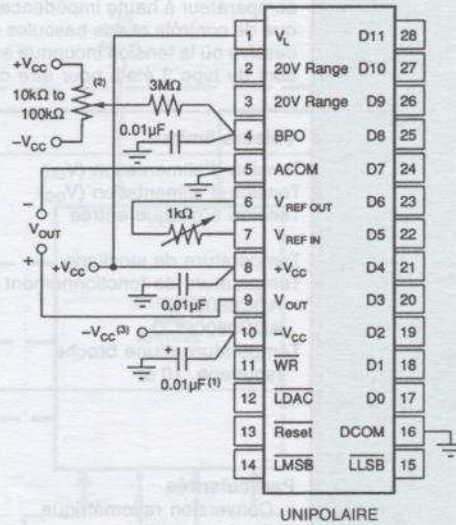 +VCC
(2)
10kΩ to
100kΩ
−VCC
3MΩ
0.01µF
1kΩ
−
VOUT
+
+VCC
0.01µF
−VCC(3)
+
0.01µF(1)
1 VL D11 28
2 20V Range D10 27
3 20V Range D9 26
4 BPO D8 25
5 ACOM D7 24
6 VREF OUT D6 23
7 VREF IN D5 22
8 +VCC D4 21
9 VOUT D3 20
10 −VCC D2 19
11 WR D1 18
12 LDAC D0 17
13 Reset DCOM 16
14 LMSB LLSB 15
UNIPOLAIRE